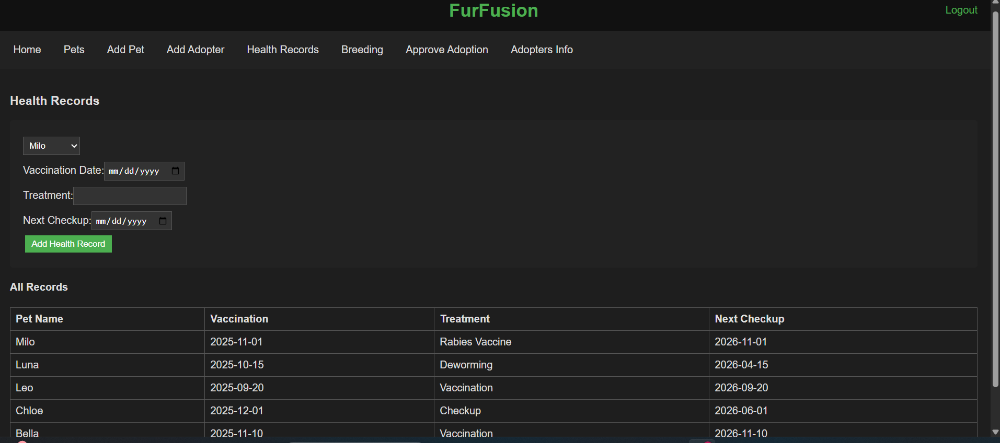 FurFusion
Logout
Home Pets Add Pet Add Adopter Health Records Breeding Approve Adoption Adopters Info
Health Records
Milo
Vaccination Date: mm/dd/yyyy
Treatment:
Next Checkup: mm/dd/yyyy
Add Health Record
All Records
Pet Name Vaccination Treatment Next Checkup
Milo 2025-11-01 Rabies Vaccine 2026-11-01
Luna 2025-10-15 Deworming 2026-04-15
Leo 2025-09-20 Vaccination 2026-09-20
Chloe 2025-12-01 Checkup 2026-06-01
Bella 2025-11-10 Vaccination 2026-11-10